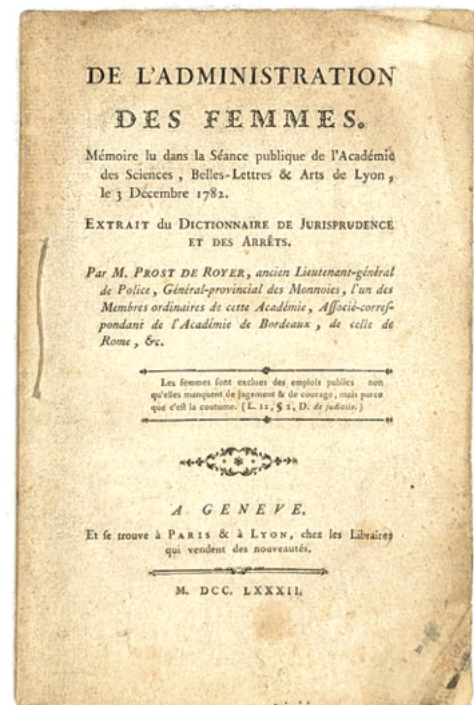 DE L'ADMINISTRATION
DES FEMMES.
Mémoire lu dans la Séance publique de l'Académie
des Sciences, Belles-Lettres & Arts de Lyon,
le 3 Décembre 1782.
EXTRAIT du DICTIONNAIRE DE JURISPRUDENCE
ET DES ARRÊTS.
Par M. PROST DE ROYER, ancien Lieutenant-général
de Police, Général-provincial des Monnoies, l'un des
Membres ordinaires de cette Académie, Associé-corres-
pondant de l'Académie de Bordeaux, de celle de
Rome, &c.
Les femmes sont exclues des emplois publics non
qu'elles manquent de jugement & de courage, mais parce
que c'est la coutume. (L. 12, § 2, D. de judiciis.)
A GENEVE,
Et se trouve à PARIS & à LYON, chez les Libraires
qui vendent des nouveautés.
M. DCC. LXXXII.